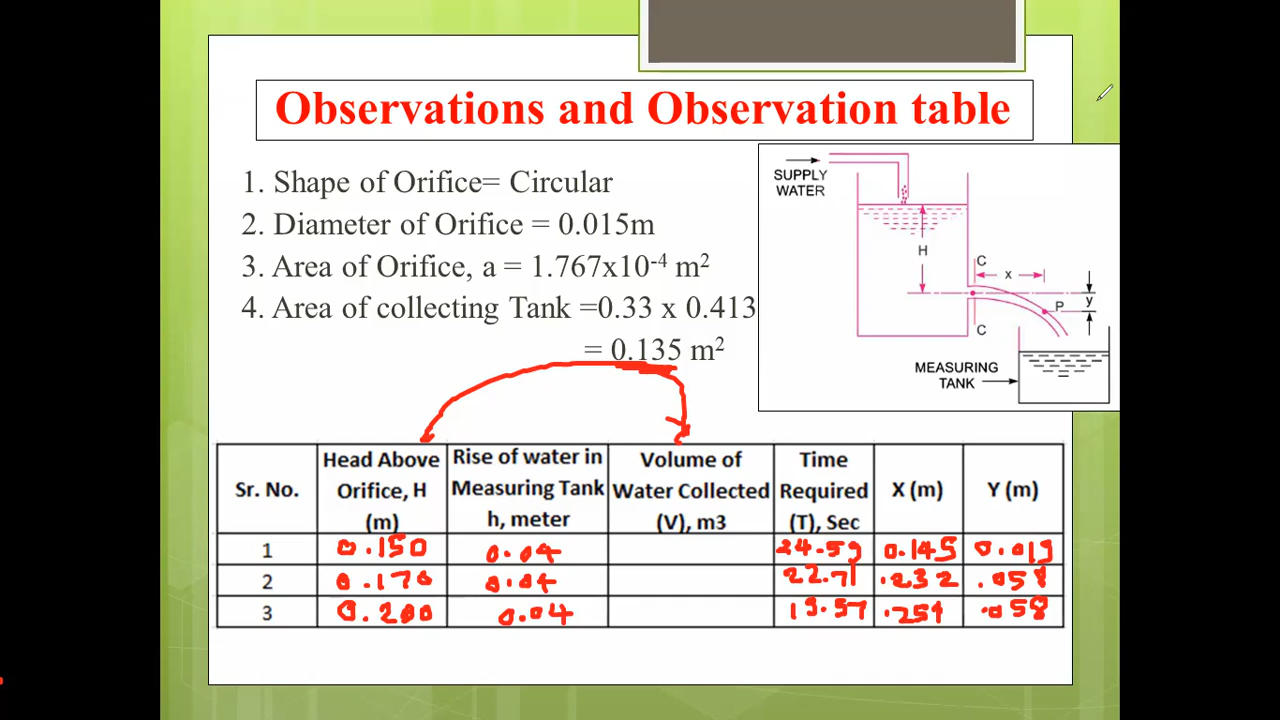 Observations and Observation table
1. Shape of Orifice= Circular
2. Diameter of Orifice = 0.015m
3. Area of Orifice, a = 1.767x10⁻⁴ m²
4. Area of collecting Tank =0.33 x 0.413
= 0.135 m²
SUPPLY
WATER
H
C
x
y
P
C
MEASURING
TANK
Sr. No. Head Above Orifice, H (m) Rise of water in Measuring Tank h, meter Volume of Water Collected (V), m3 Time Required (T), Sec X (m) Y (m)
1 0.150 0.04 24.59 0.145 0.019
2 0.170 0.04 22.71 .232
3 0.200 0.04 19.57 .058